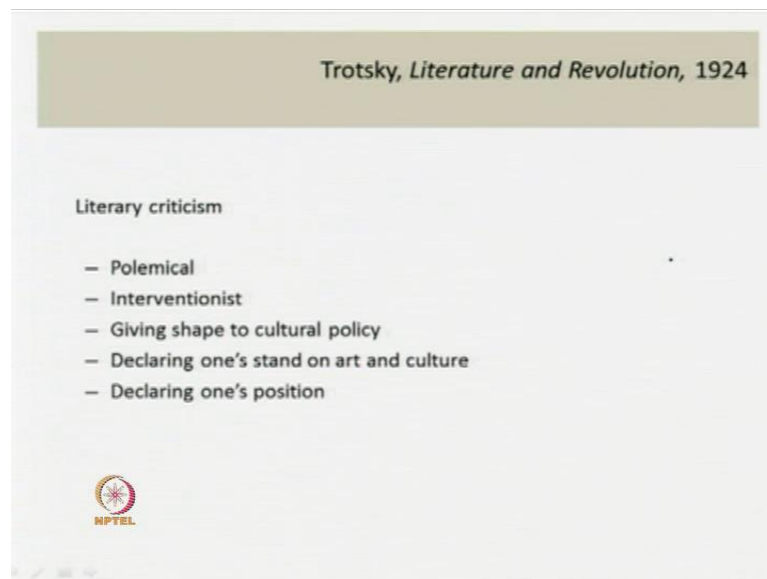 Trotsky, Literature and Revolution, 1924
Literary criticism
– Polemical
– Interventionist
– Giving shape to cultural policy
– Declaring one's stand on art and culture
– Declaring one's position
NPTEL